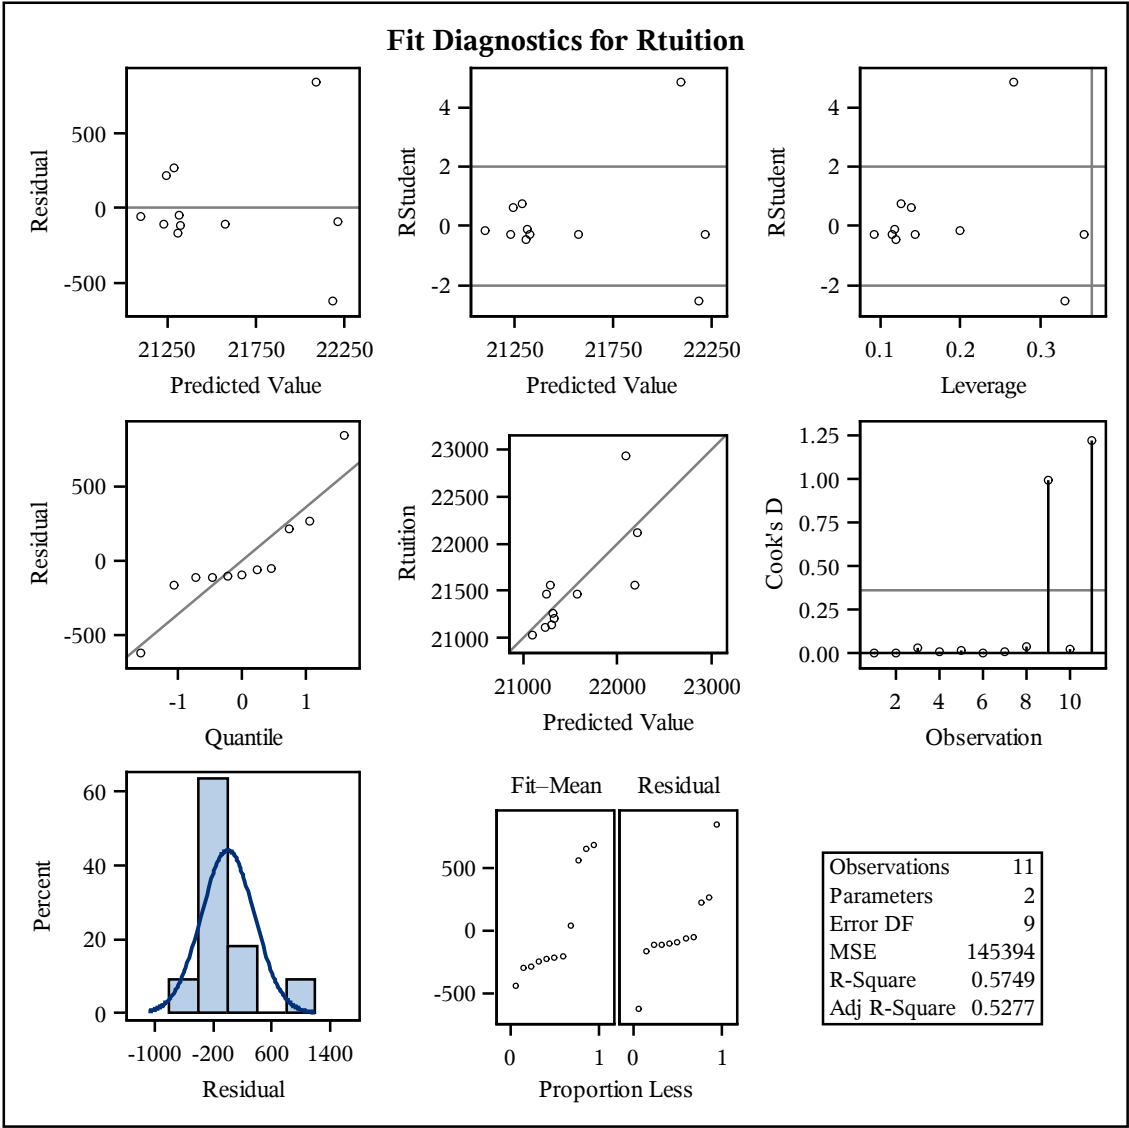 Fit Diagnostics for Rtuition
500
0
-500
Residual
21250 21750 22250
Predicted Value
4
2
0
-2
RStudent
21250 21750 22250
Predicted Value
4
2
0
-2
RStudent
0.1 0.2 0.3
Leverage
500
0
-500
Residual
-1 0 1
Quantile
23000
22500
22000
21500
21000
Rtuition
21000 22000 23000
Predicted Value
1.25
1.00
0.75
0.50
0.25
0.00
Cook's D
2 4 6 8 10
Observation
60
40
20
0
Percent
-1000 -200 600 1400
Residual
Fit–Mean Residual
500
0
-500
0 1 0 1
Proportion Less
Observations 11
Parameters 2
Error DF 9
MSE 145394
R-Square 0.5749
Adj R-Square 0.5277